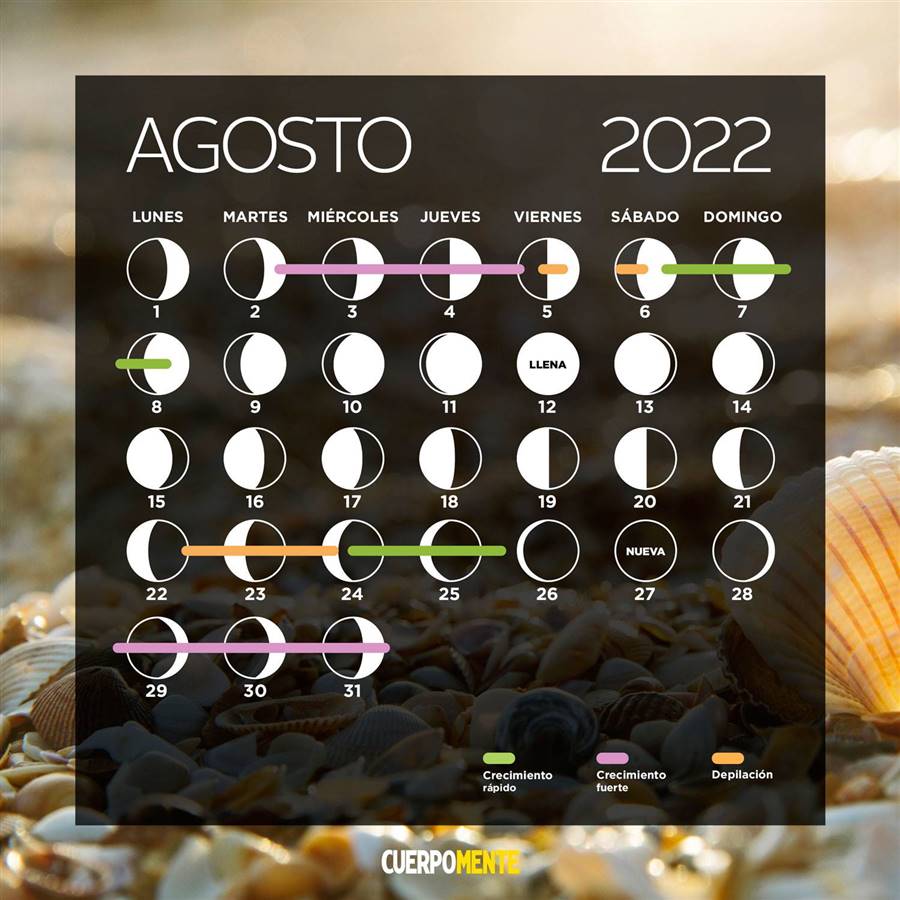 AGOSTO 2022
LUNES MARTES MIÉRCOLES JUEVES VIERNES SÁBADO DOMINGO
1 2 3 4 5 6 7
LLENA
8 9 10 11 12 13 14
15 16 17 18 19 20 21
NUEVA
22 23 24 25 26 27 28
29 30 31
Crecimiento rápido
Crecimiento fuerte
Depilación
CUERPOMENTE